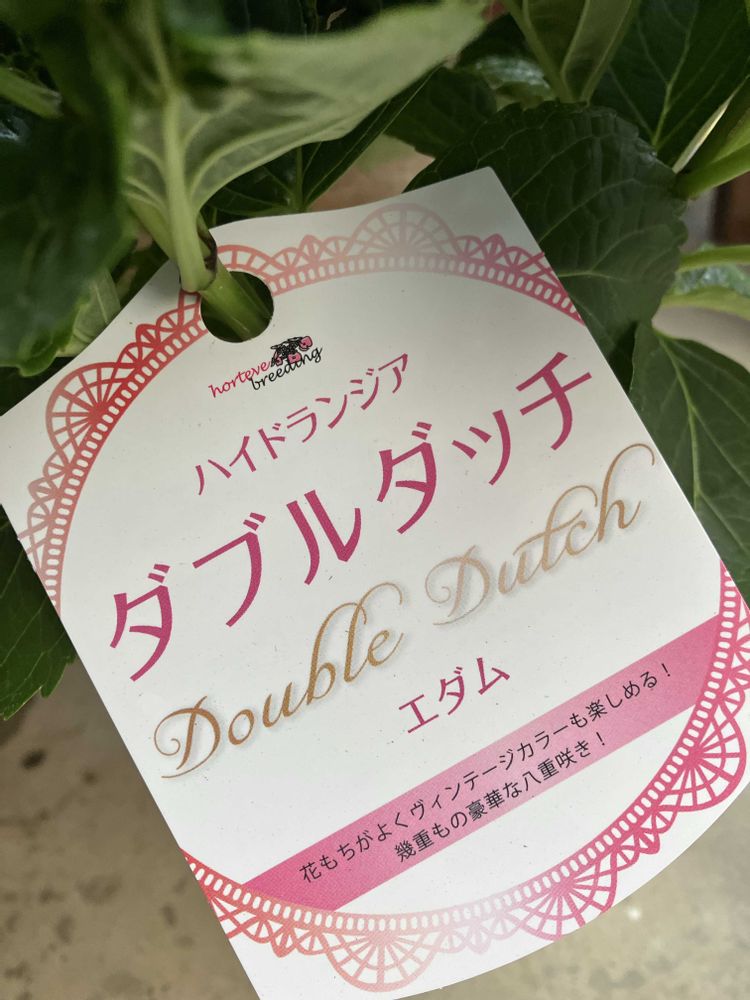 horteve
breeding
ハイドランジア
ダブルダッチ
Double Dutch
エダム
花もちがよくヴィンテージカラーも楽しめる！
幾重もの豪華な八重咲き！